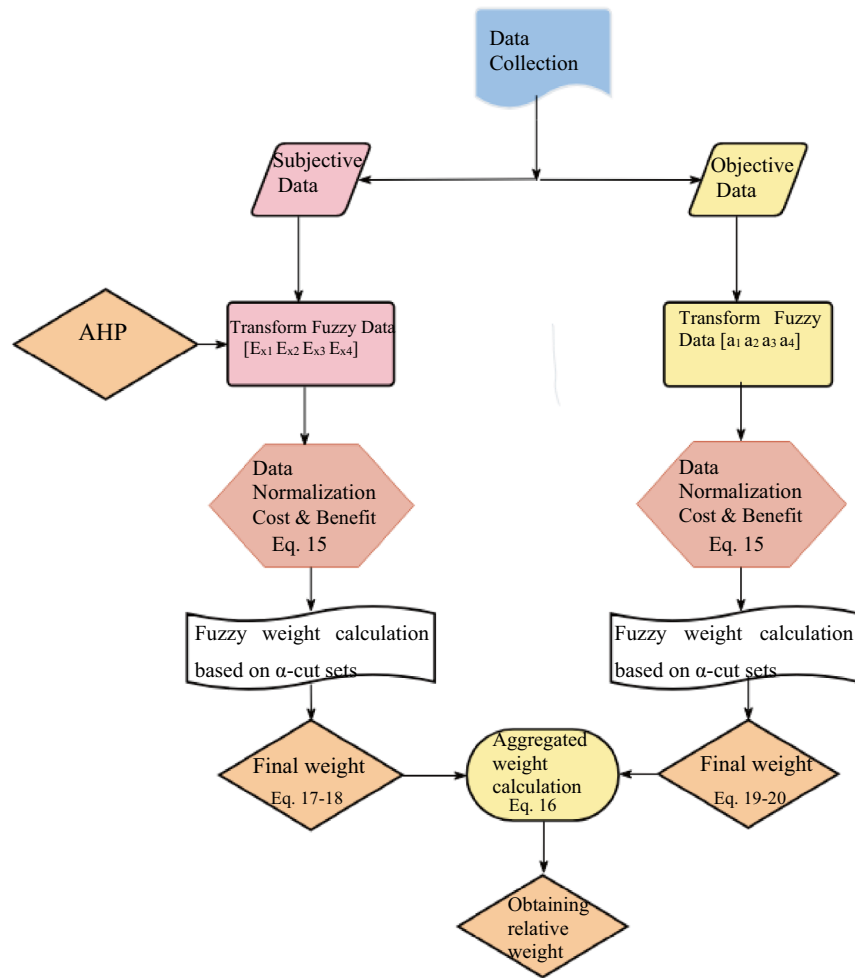 Data
Collection
Subjective
Data
Objective
Data
AHP
Transform Fuzzy Data
[Ex1 Ex2 Ex3 Ex4]
Transform Fuzzy
Data [a1 a2 a3 a4]
Data
Normalization
Cost & Benefit
Eq. 15
Data
Normalization
Cost & Benefit
Eq. 15
Fuzzy weight calculation
based on α-cut sets
Fuzzy weight calculation
based on α-cut sets
Final weight
Eq. 17-18
Aggregated
weight
calculation
Eq. 16
Final weight
Eq. 19-20
Obtaining
relative
weight